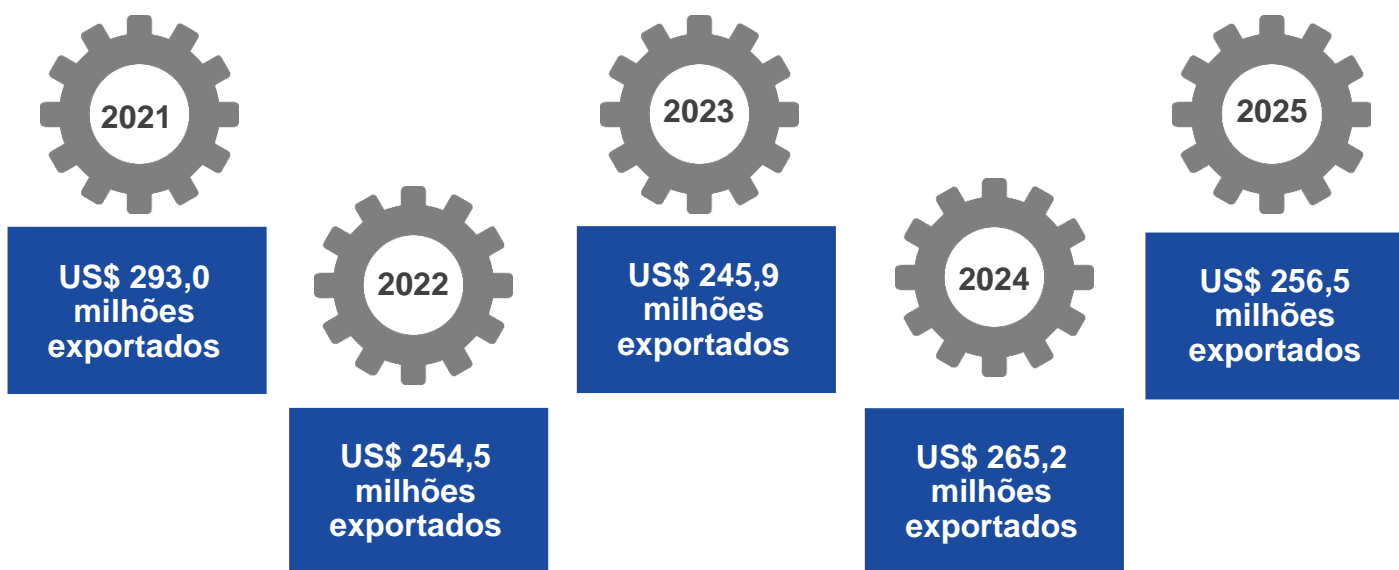 2021
US$ 293,0
milhões
exportados
2022
US$ 254,5
milhões
exportados
2023
US$ 245,9
milhões
exportados
2024
US$ 265,2
milhões
exportados
2025
US$ 256,5
milhões
exportados